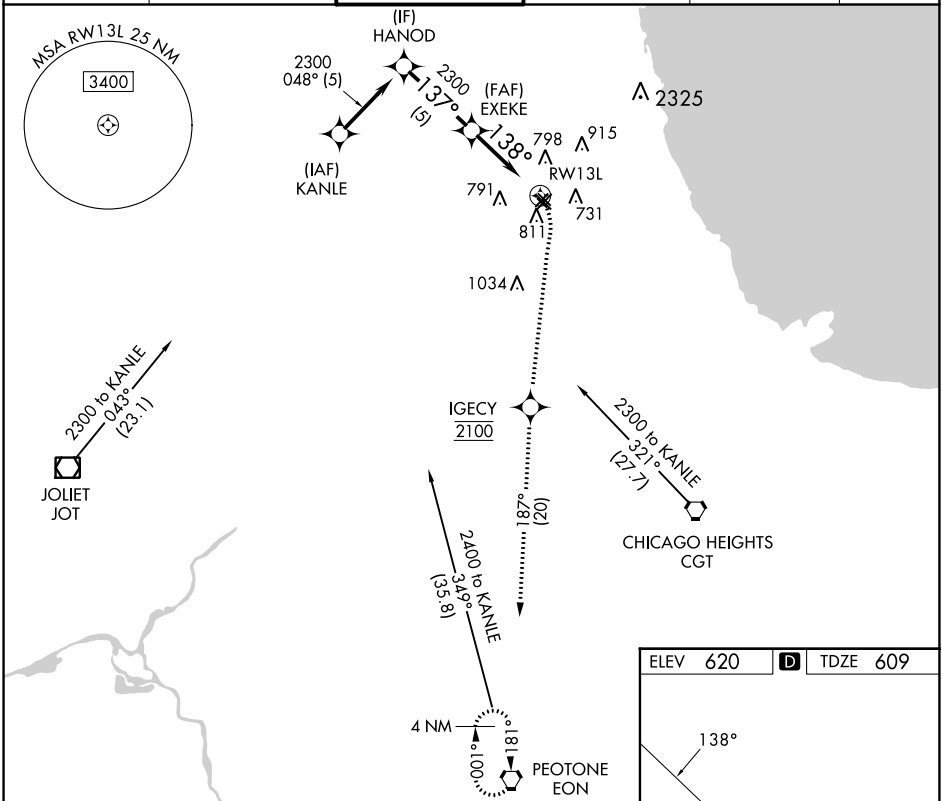 MSA RW13L 25 NM
3400
(IF)
HANOD
2300
048° (5)
2300
137°
(5)
(FAF)
EXEKE
138°
(IAF)
KANLE
2325
798
915
RW13L
791
731
811
1034
2300 to KANLE
043°
(23.1)
JOLIET
JOT
IGECY
2100
2300 to KANLE
321°
(27.7)
CHICAGO HEIGHTS
CGT
187°
(20)
2400 to KANLE
349°
(35.8)
4 NM
001°
181°
PEOTONE
EON
ELEV 620 D TDZE 609
138°